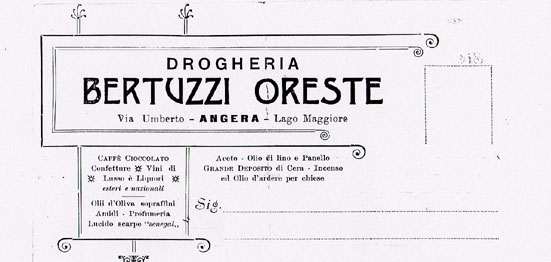 DROGHERIA
BERTUZZI ORESTE
Via Umberto - ANGERA - Lago Maggiore
CAFFÈ CIOCCOLATO
Confetture ※ Vini di
※ Lusso è Liquori ※
esteri e nazionali
Olii d'Oliva sopraffini
Amidi - Profumeria
Lucido scarpe "senegal„
Aceto - Olio di lino e Panello
GRANDE DEPOSITO di Cera - Incenso
ed Olio d'ardere per chiese
Sig.